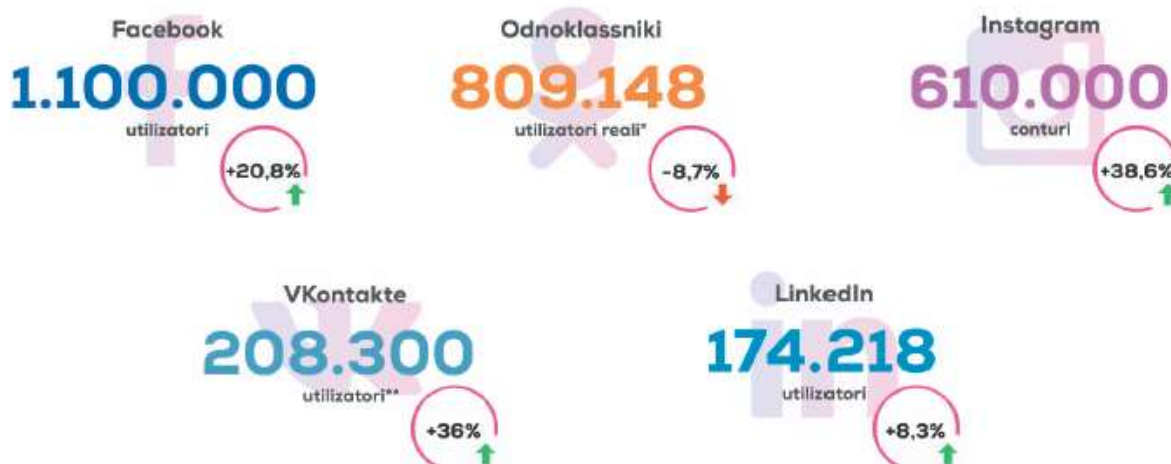 Facebook
1.100.000
utilizatori
+20,8%
Odnoklassniki
809.148
utilizatori reali*
-8,7%
Instagram
610.000
conturi
+38,6%
VKontakte
208.300
utilizatori**
+36%
LinkedIn
174.218
utilizatori
+8,3%